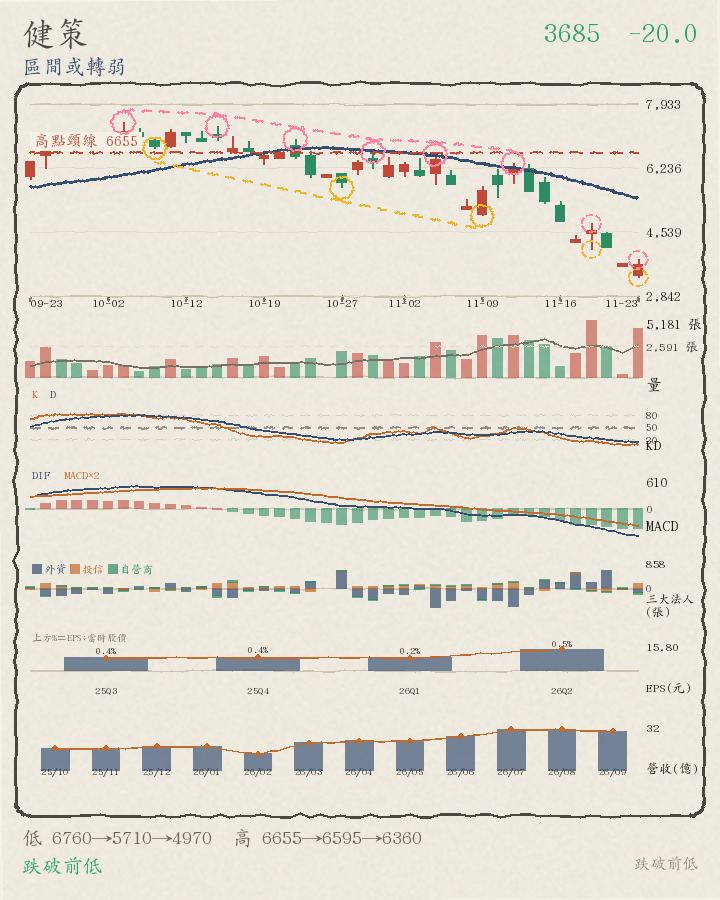 健策
3685 -20.0
區間或轉弱
7,933
高點頸線 6655
6,236
4,539
2,842
09-23 10-02 10-12 10-19 10-27 11-02 11-09 11-16 11-23
5,181 張
2,591 張
量
K D
80
50
20
KD
DIF MACD×2
610
0
MACD
外資 投信 自營商
858
0
三大法人
(張)
上方%=EPS÷當時股價
15.80
0.4% 0.4% 0.2% 0.5%
25Q3 25Q4 26Q1 26Q2
EPS(元)
32
營收(億)
25/10 25/11 25/12 26/01 26/02 26/03 26/04 26/05 26/06 26/07 26/08 26/09
低 6760→5710→4970 高 6655→6595→6360
跌破前低
跌破前低